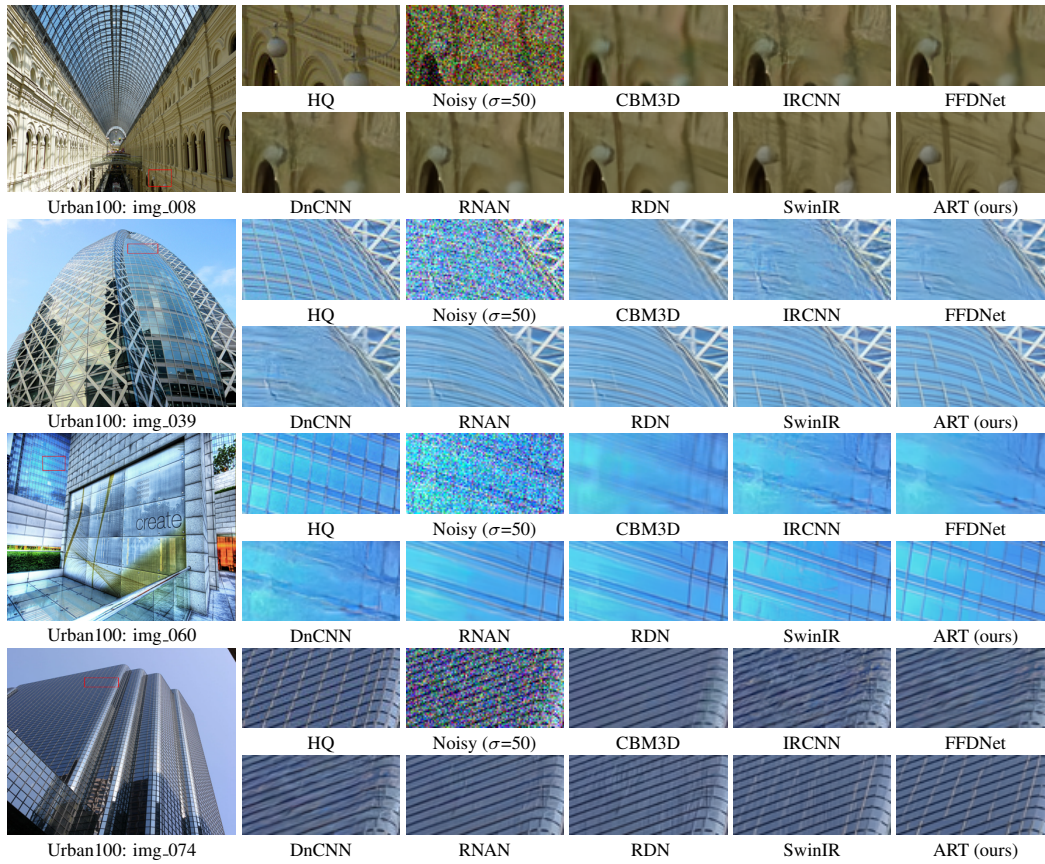 HQ Noisy (σ=50) CBM3D IRCNN FFDNet
Urban100: img_008 DnCNN RNAN RDN SwinIR ART (ours)
HQ Noisy (σ=50) CBM3D IRCNN FFDNet
Urban100: img_039 DnCNN RNAN RDN SwinIR ART (ours)
create
HQ Noisy (σ=50) CBM3D IRCNN FFDNet
Urban100: img_060 DnCNN RNAN RDN SwinIR ART (ours)
HQ Noisy (σ=50) CBM3D IRCNN FFDNet
Urban100: img_074 DnCNN RNAN RDN SwinIR ART (ours)